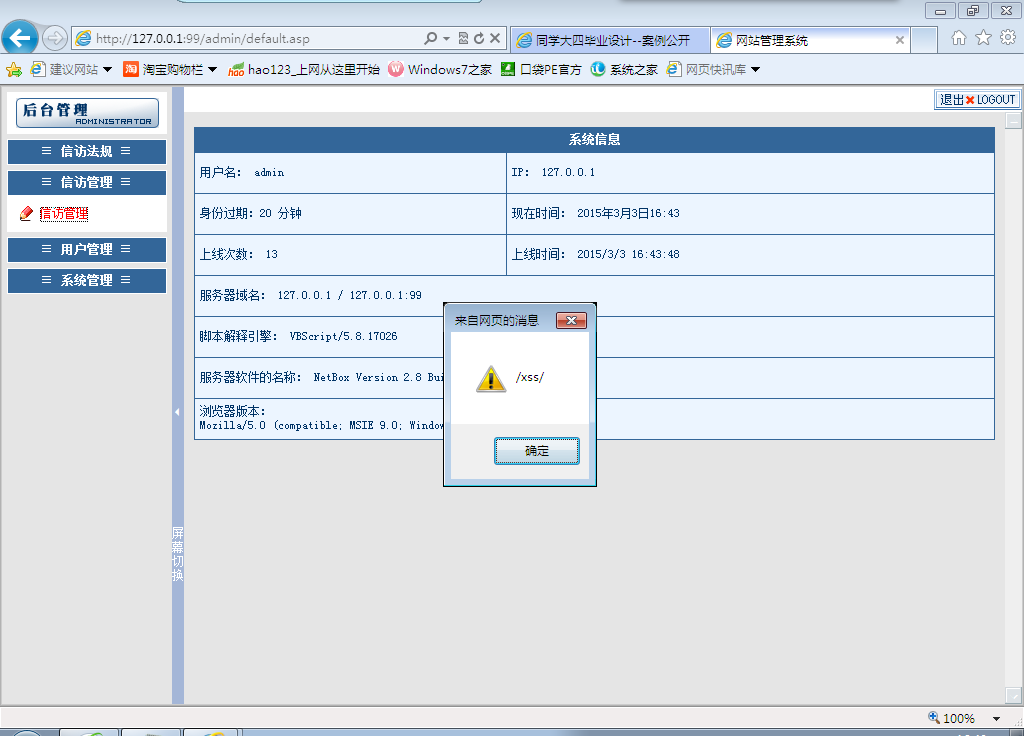 http://127.0.0.1:99/admin/default.asp
同学大四毕业设计--案例公开
网站管理系统
建议网站
淘宝购物栏
hao123_上网从这里开始
Windows7之家
口袋PE官方
系统之家
网页快讯库
后台管理
ADMINISTRATOR
退出 LOGOUT
信访法规
信访管理
信访管理
用户管理
系统管理
屏幕切换
系统信息
用户名： admin
IP： 127.0.0.1
身份过期：20 分钟
现在时间： 2015年3月3日16:43
上线次数： 13
上线时间： 2015/3/3 16:43:48
服务器域名： 127.0.0.1 / 127.0.0.1:99
脚本解释引擎： VBScript/5.8.17026
服务器软件的名称： NetBox Version 2.8 Bui
浏览器版本：
Mozilla/5.0 (compatible; MSIE 9.0; Window
来自网页的消息
/xss/
确定
100%